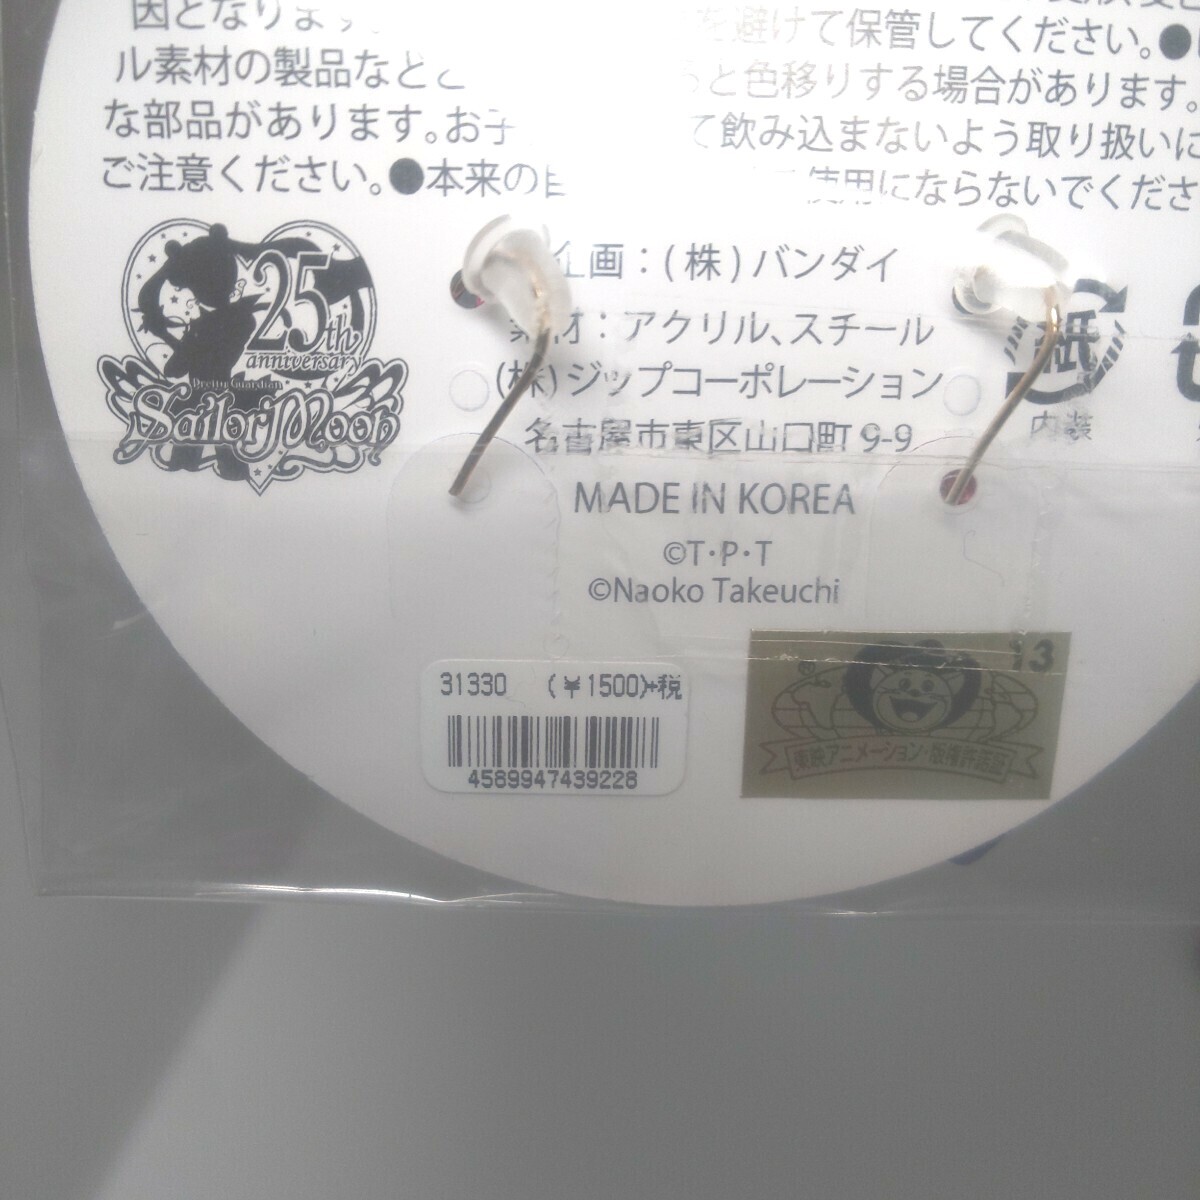 因となります。
を避けて保管してください。●
ル素材の製品などと
うと色移りする場合があります。
な部品があります。お子
て飲み込まないよう取り扱いに
ご注意ください。●本来の目
使用にならないでくださ
25th
anniversary
Pretty Guardian
Sailor Moon
企画：(株)バンダイ
素材：アクリル、スチール
(株)ジップコーポレーション
名古屋市東区山口町9-9
紙
内装
MADE IN KOREA
©T・P・T
©Naoko Takeuchi
31330 (¥1500)+税
4589947439228
13
東映アニメーション・版権許諾証